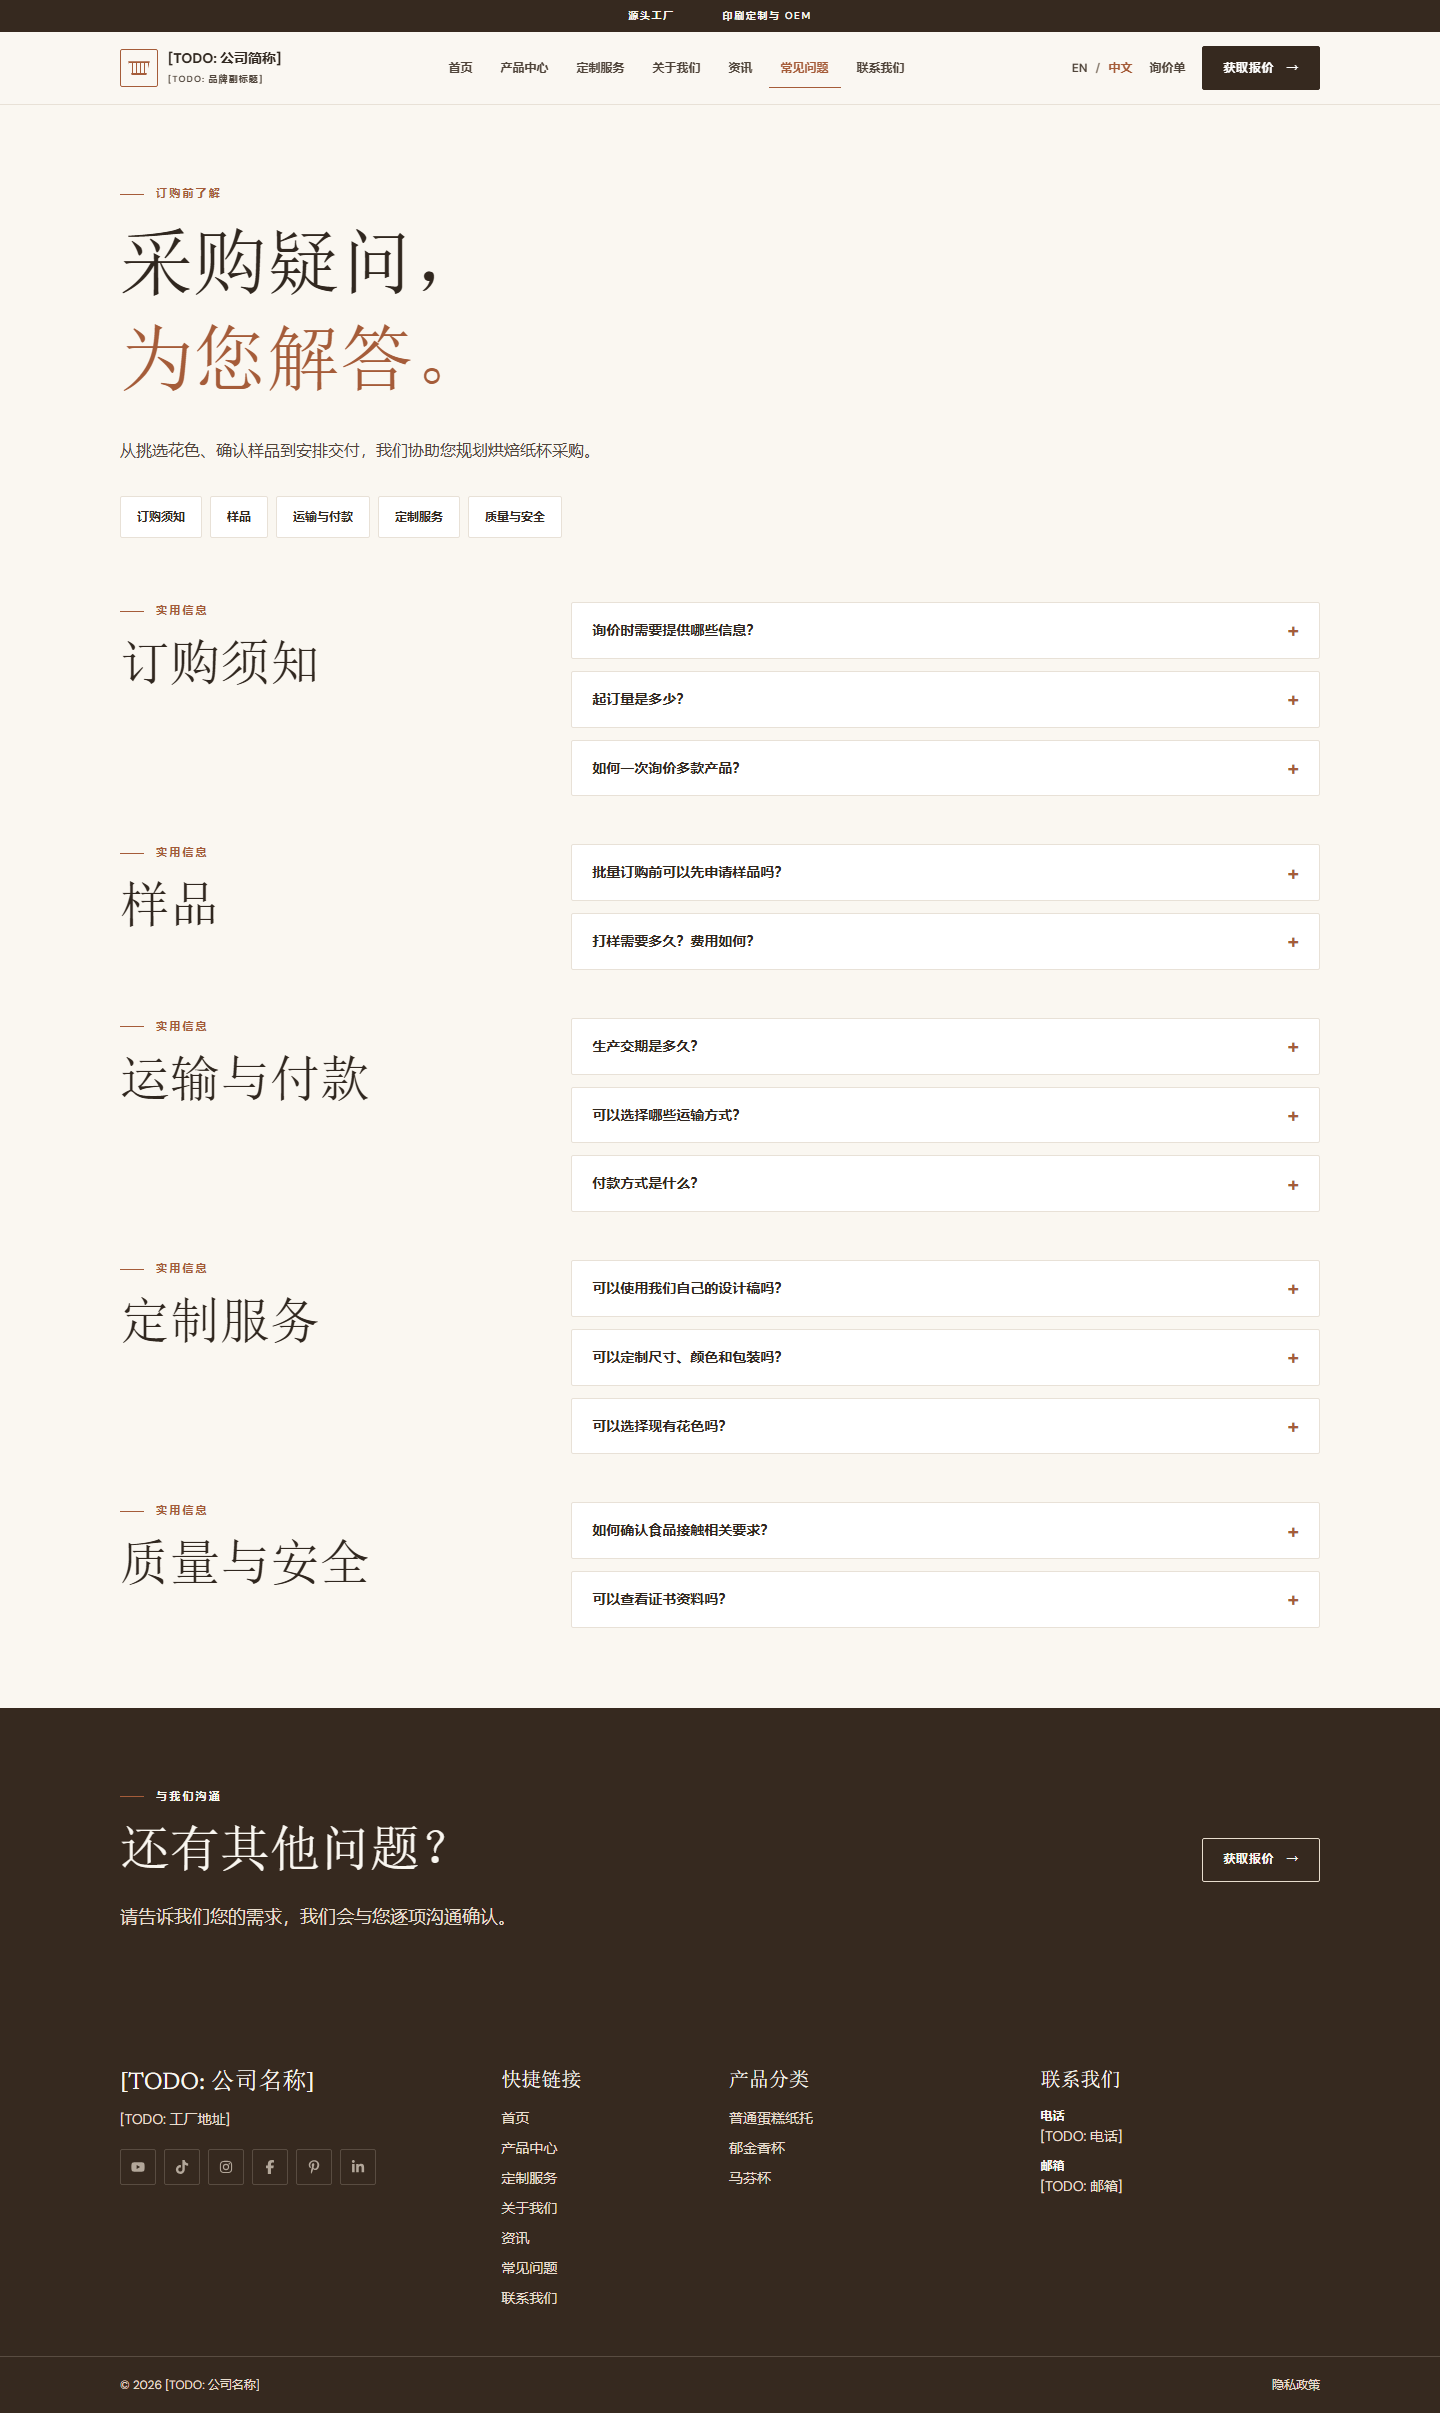 源头工厂 印刷定制与 OEM
[TODO: 公司简称]
[TODO: 品牌副标题]
首页 产品中心 定制服务 关于我们 资讯 常见问题 联系我们
EN / 中文 询价单 获取报价 →
订购前了解
采购疑问，
为您解答。
从挑选花色、确认样品到安排交付，我们协助您规划烘焙纸杯采购。
订购须知 样品 运输与付款 定制服务 质量与安全
实用信息
订购须知
询价时需要提供哪些信息？ +
起订量是多少？ +
如何一次询价多款产品？ +
实用信息
样品
批量订购前可以先申请样品吗？ +
打样需要多久？费用如何？ +
实用信息
运输与付款
生产交期是多久？ +
可以选择哪些运输方式？ +
付款方式是什么？ +
实用信息
定制服务
可以使用我们自己的设计稿吗？ +
可以定制尺寸、颜色和包装吗？ +
可以选择现有花色吗？ +
实用信息
质量与安全
如何确认食品接触相关要求？ +
可以查看证书资料吗？ +
与我们沟通
还有其他问题？
请告诉我们您的需求，我们会与您逐项沟通确认。
获取报价 →
[TODO: 公司名称]
[TODO: 工厂地址]
快捷链接
首页
产品中心
定制服务
关于我们
资讯
常见问题
联系我们
产品分类
普通蛋糕纸托
郁金香杯
马芬杯
联系我们
电话
[TODO: 电话]
邮箱
[TODO: 邮箱]
© 2026 [TODO: 公司名称]
隐私政策